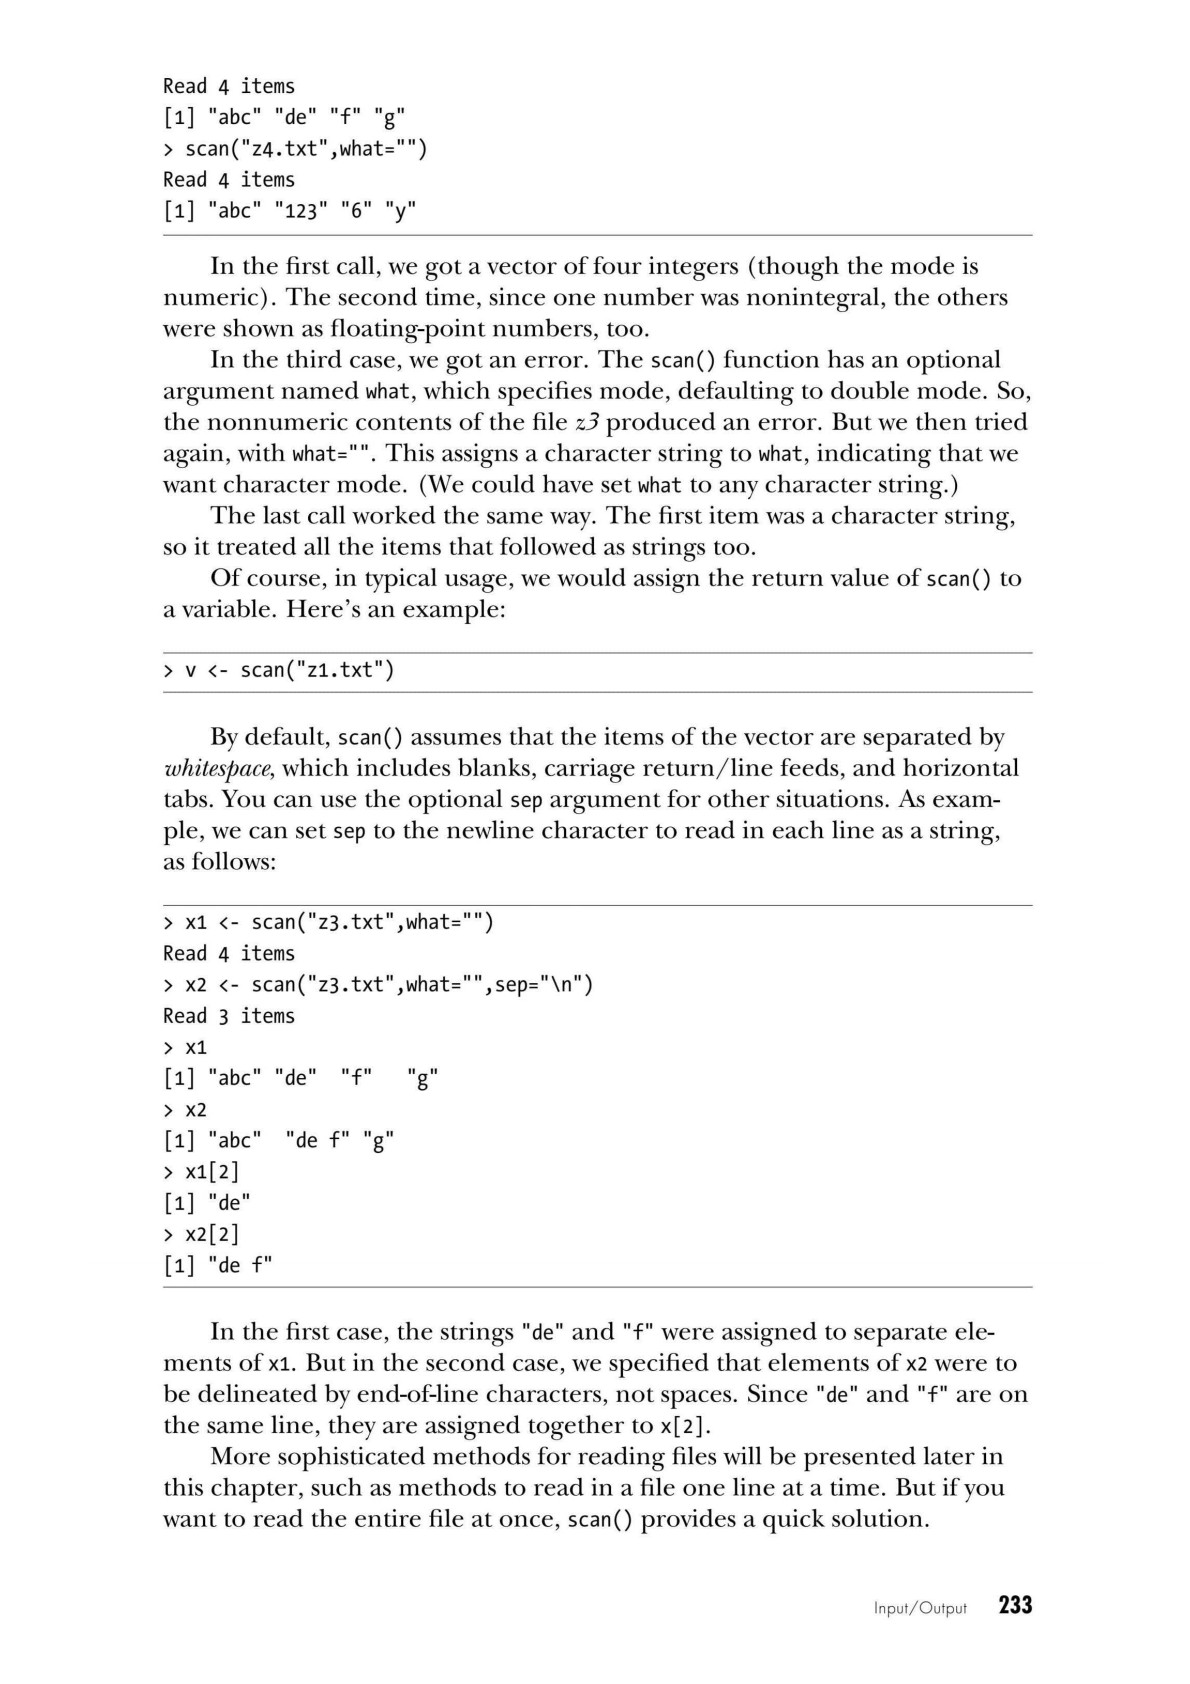 Read 4 items
[1] "abc" "de" "f" "g"
> scan("z4.txt",what="")
Read 4 items
[1] "abc" "123" "6" "y"
In the first call, we got a vector of four integers (though the mode is
numeric). The second time, since one number was nonintegral, the others
were shown as floating-point numbers, too.
In the third case, we got an error. The scan() function has an optional
argument named what, which specifies mode, defaulting to double mode. So,
the nonnumeric contents of the file z3 produced an error. But we then tried
again, with what="". This assigns a character string to what, indicating that we
want character mode. (We could have set what to any character string.)
The last call worked the same way. The first item was a character string,
so it treated all the items that followed as strings too.
Of course, in typical usage, we would assign the return value of scan() to
a variable. Here's an example:
> v <- scan("z1.txt")
By default, scan() assumes that the items of the vector are separated by
whitespace, which includes blanks, carriage return/line feeds, and horizontal
tabs. You can use the optional sep argument for other situations. As exam-
ple, we can set sep to the newline character to read in each line as a string,
as follows:
> x1 <- scan("z3.txt",what="")
Read 4 items
> x2 <- scan("z3.txt",what="",sep="\n")
Read 3 items
> x1
[1] "abc" "de"  "f"   "g"
> x2
[1] "abc"  "de f" "g"
> x1[2]
[1] "de"
> x2[2]
[1] "de f"
In the first case, the strings "de" and "f" were assigned to separate ele-
ments of x1. But in the second case, we specified that elements of x2 were to
be delineated by end-of-line characters, not spaces. Since "de" and "f" are on
the same line, they are assigned together to x[2].
More sophisticated methods for reading files will be presented later in
this chapter, such as methods to read in a file one line at a time. But if you
want to read the entire file at once, scan() provides a quick solution.
Input/Output 233